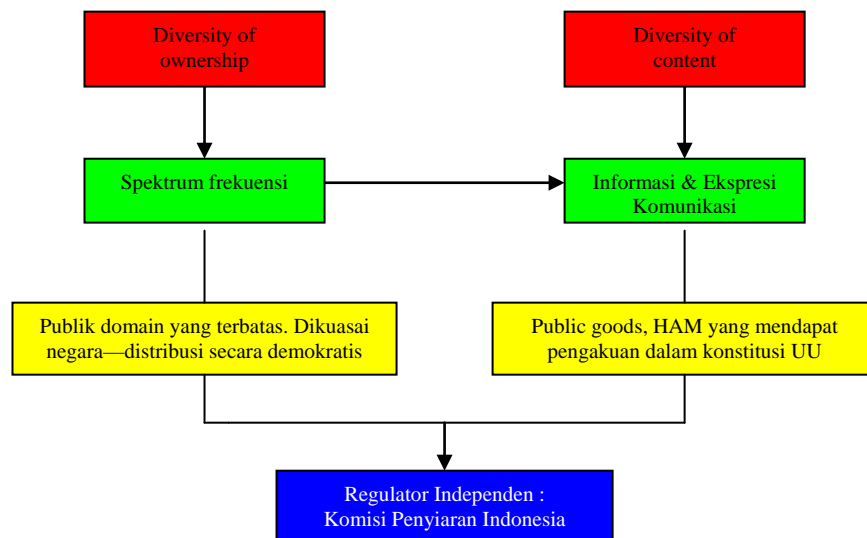 Diversity of
ownership
Diversity of
content
Spektrum frekuensi
Informasi & Ekspresi
Komunikasi
Publik domain yang terbatas. Dikuasai
negara—distribusi secara demokratis
Public goods, HAM yang mendapat
pengakuan dalam konstitusi UU
Regulator Independen :
Komisi Penyiaran Indonesia